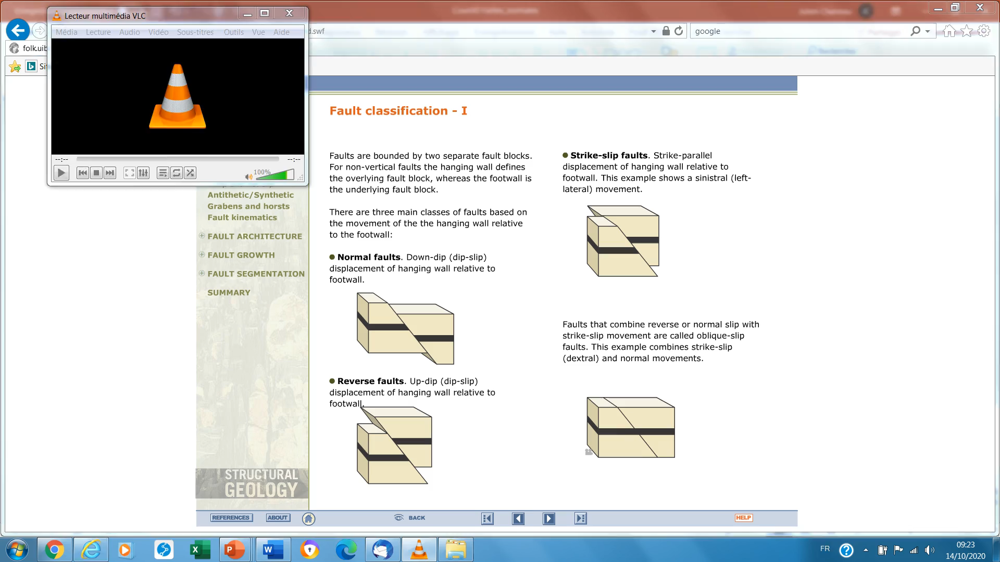 Lecteur multimédia VLC
Média Lecture Audio Vidéo Sous-titres Outils Vue Aide
--:-- --:--
100%
d.swf
google
folk.uib
Sit
Fault classification - I
Faults are bounded by two separate fault blocks.
For non-vertical faults the hanging wall defines
the overlying fault block, whereas the footwall is
the underlying fault block.
There are three main classes of faults based on
the movement of the the hanging wall relative
to the footwall:
Normal faults. Down-dip (dip-slip)
displacement of hanging wall relative to
footwall.
Reverse faults. Up-dip (dip-slip)
displacement of hanging wall relative to
footwall.
Strike-slip faults. Strike-parallel
displacement of hanging wall relative to
footwall. This example shows a sinistral (left-
lateral) movement.
Faults that combine reverse or normal slip with
strike-slip movement are called oblique-slip
faults. This example combines strike-slip
(dextral) and normal movements.
Antithetic/Synthetic
Grabens and horsts
Fault kinematics
FAULT ARCHITECTURE
FAULT GROWTH
FAULT SEGMENTATION
SUMMARY
STRUCTURAL
GEOLOGY
REFERENCES ABOUT BACK HELP
FR
09:23
14/10/2020